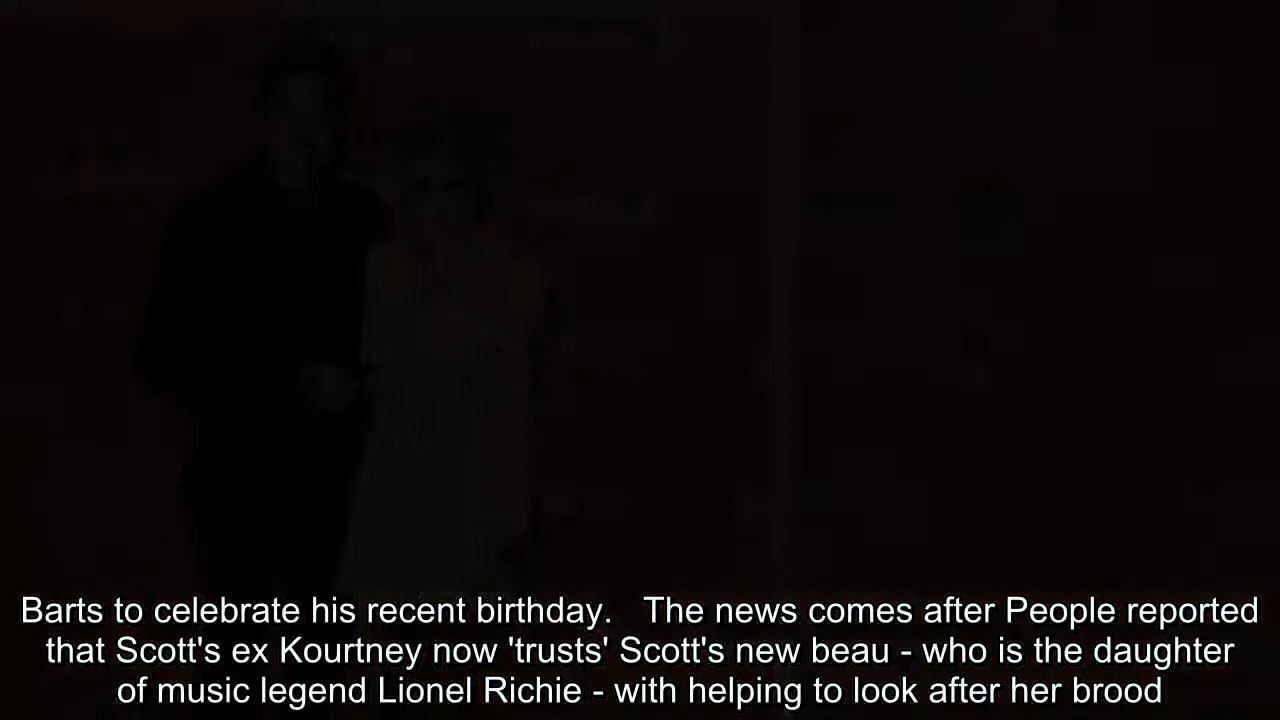 Barts to celebrate his recent birthday. The news comes after People reported
that Scott's ex Kourtney now 'trusts' Scott's new beau - who is the daughter
of music legend Lionel Richie - with helping to look after her brood